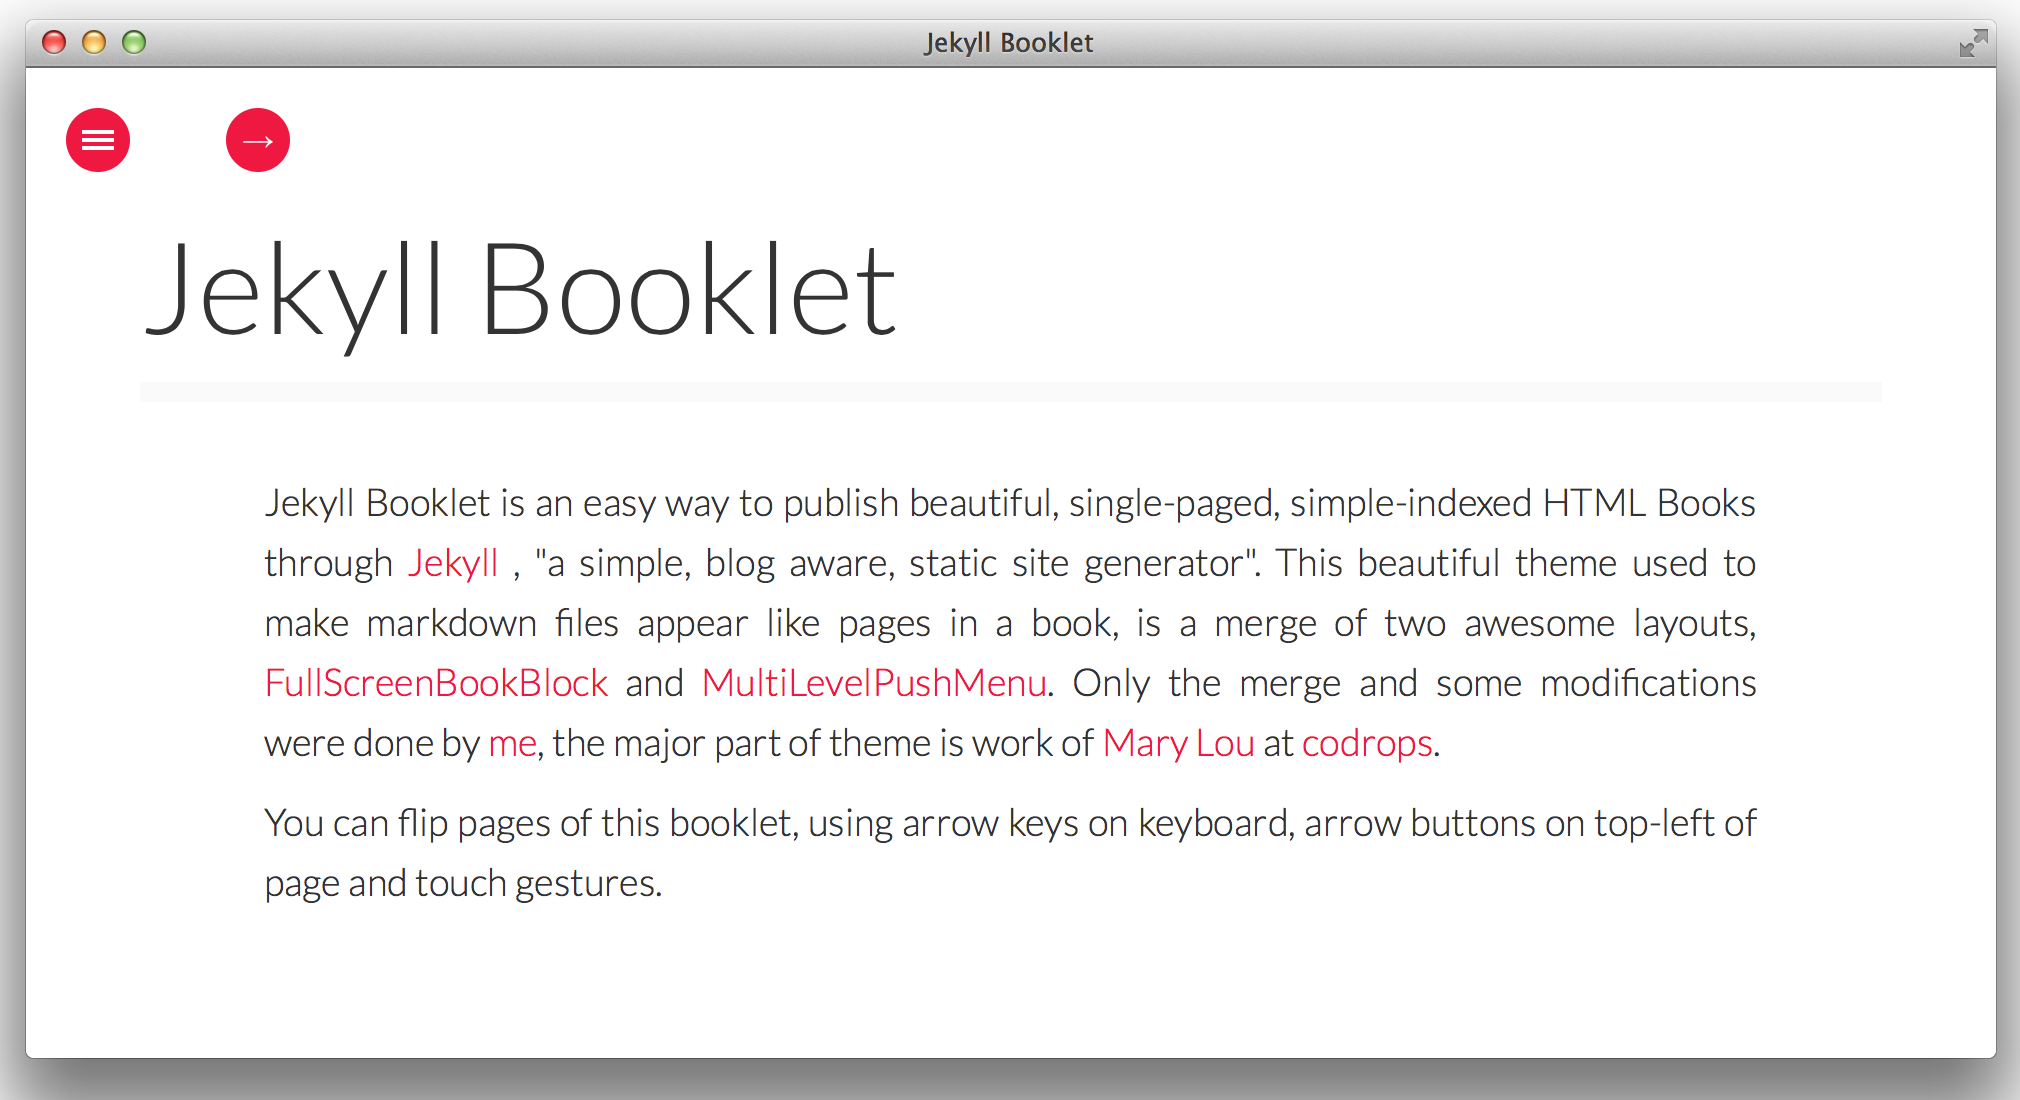 Jekyll Booklet
→
Jekyll Booklet
Jekyll Booklet is an easy way to publish beautiful, single-paged, simple-indexed HTML Books
through Jekyll , "a simple, blog aware, static site generator". This beautiful theme used to
make markdown files appear like pages in a book, is a merge of two awesome layouts,
FullScreenBookBlock and MultiLevelPushMenu. Only the merge and some modifications
were done by me, the major part of theme is work of Mary Lou at codrops.
You can flip pages of this booklet, using arrow keys on keyboard, arrow buttons on top-left of
page and touch gestures.